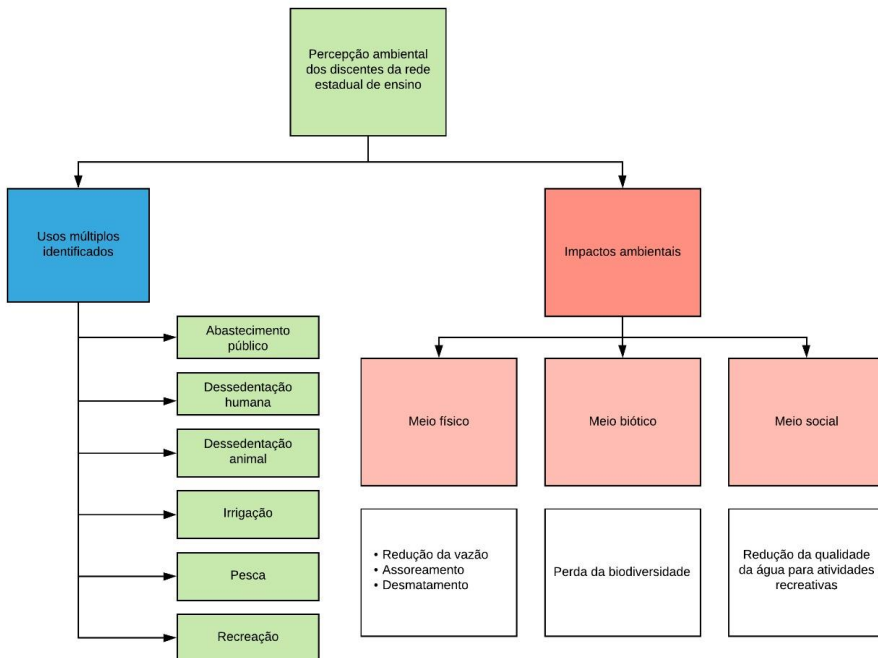 Percepção ambiental
dos discentes da rede
estadual de ensino
Usos múltiplos
identificados
Impactos ambientais
Abastecimento
público
Dessedentação
humana
Dessedentação
animal
Irrigação
Pesca
Recreação
Meio físico
Meio biótico
Meio social
• Redução da vazão
• Assoreamento
• Desmatamento
Perda da biodiversidade
Redução da qualidade
da água para atividades
recreativas